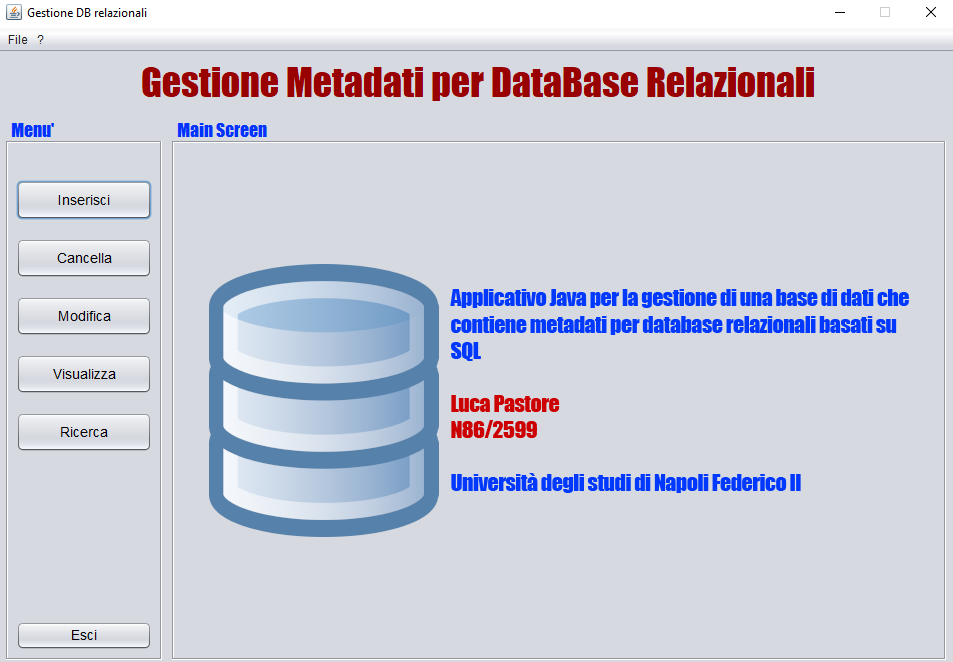 Gestione DB relazionali
File ?
Gestione Metadati per DataBase Relazionali
Menu'
Main Screen
Inserisci
Cancella
Modifica
Visualizza
Ricerca
Esci
Applicativo Java per la gestione di una base di dati che
contiene metadati per database relazionali basati su
SQL
Luca Pastore
N86/2599
Università degli studi di Napoli Federico II